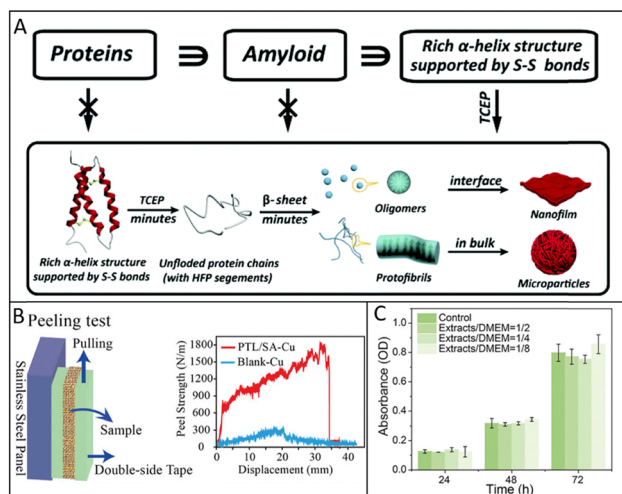 A
Proteins
Amyloid
Rich α-helix structure
supported by S-S bonds
TCEP
TCEP
minutes
β-sheet
minutes
Oligomers
interface
Nanofilm
Rich α-helix structure
supported by S-S bonds
Unfloded protein chains
(with HFP segements)
Protofibrils
in bulk
Microparticles
B
Peeling test
Pulling
Stainless Steel Panel
Sample
Double-side Tape
Peel Strength (N/m)
1800
1500
1200
900
600
300
0
PTL/SA-Cu
Blank-Cu
0 10 20 30 40
Displacement (mm)
C
Absorbance (OD)
1.0
0.8
0.6
0.4
0.2
0.0
Control
Extracts/DMEM=1/2
Extracts/DMEM=1/4
Extracts/DMEM=1/8
24 48 72
Time (h)